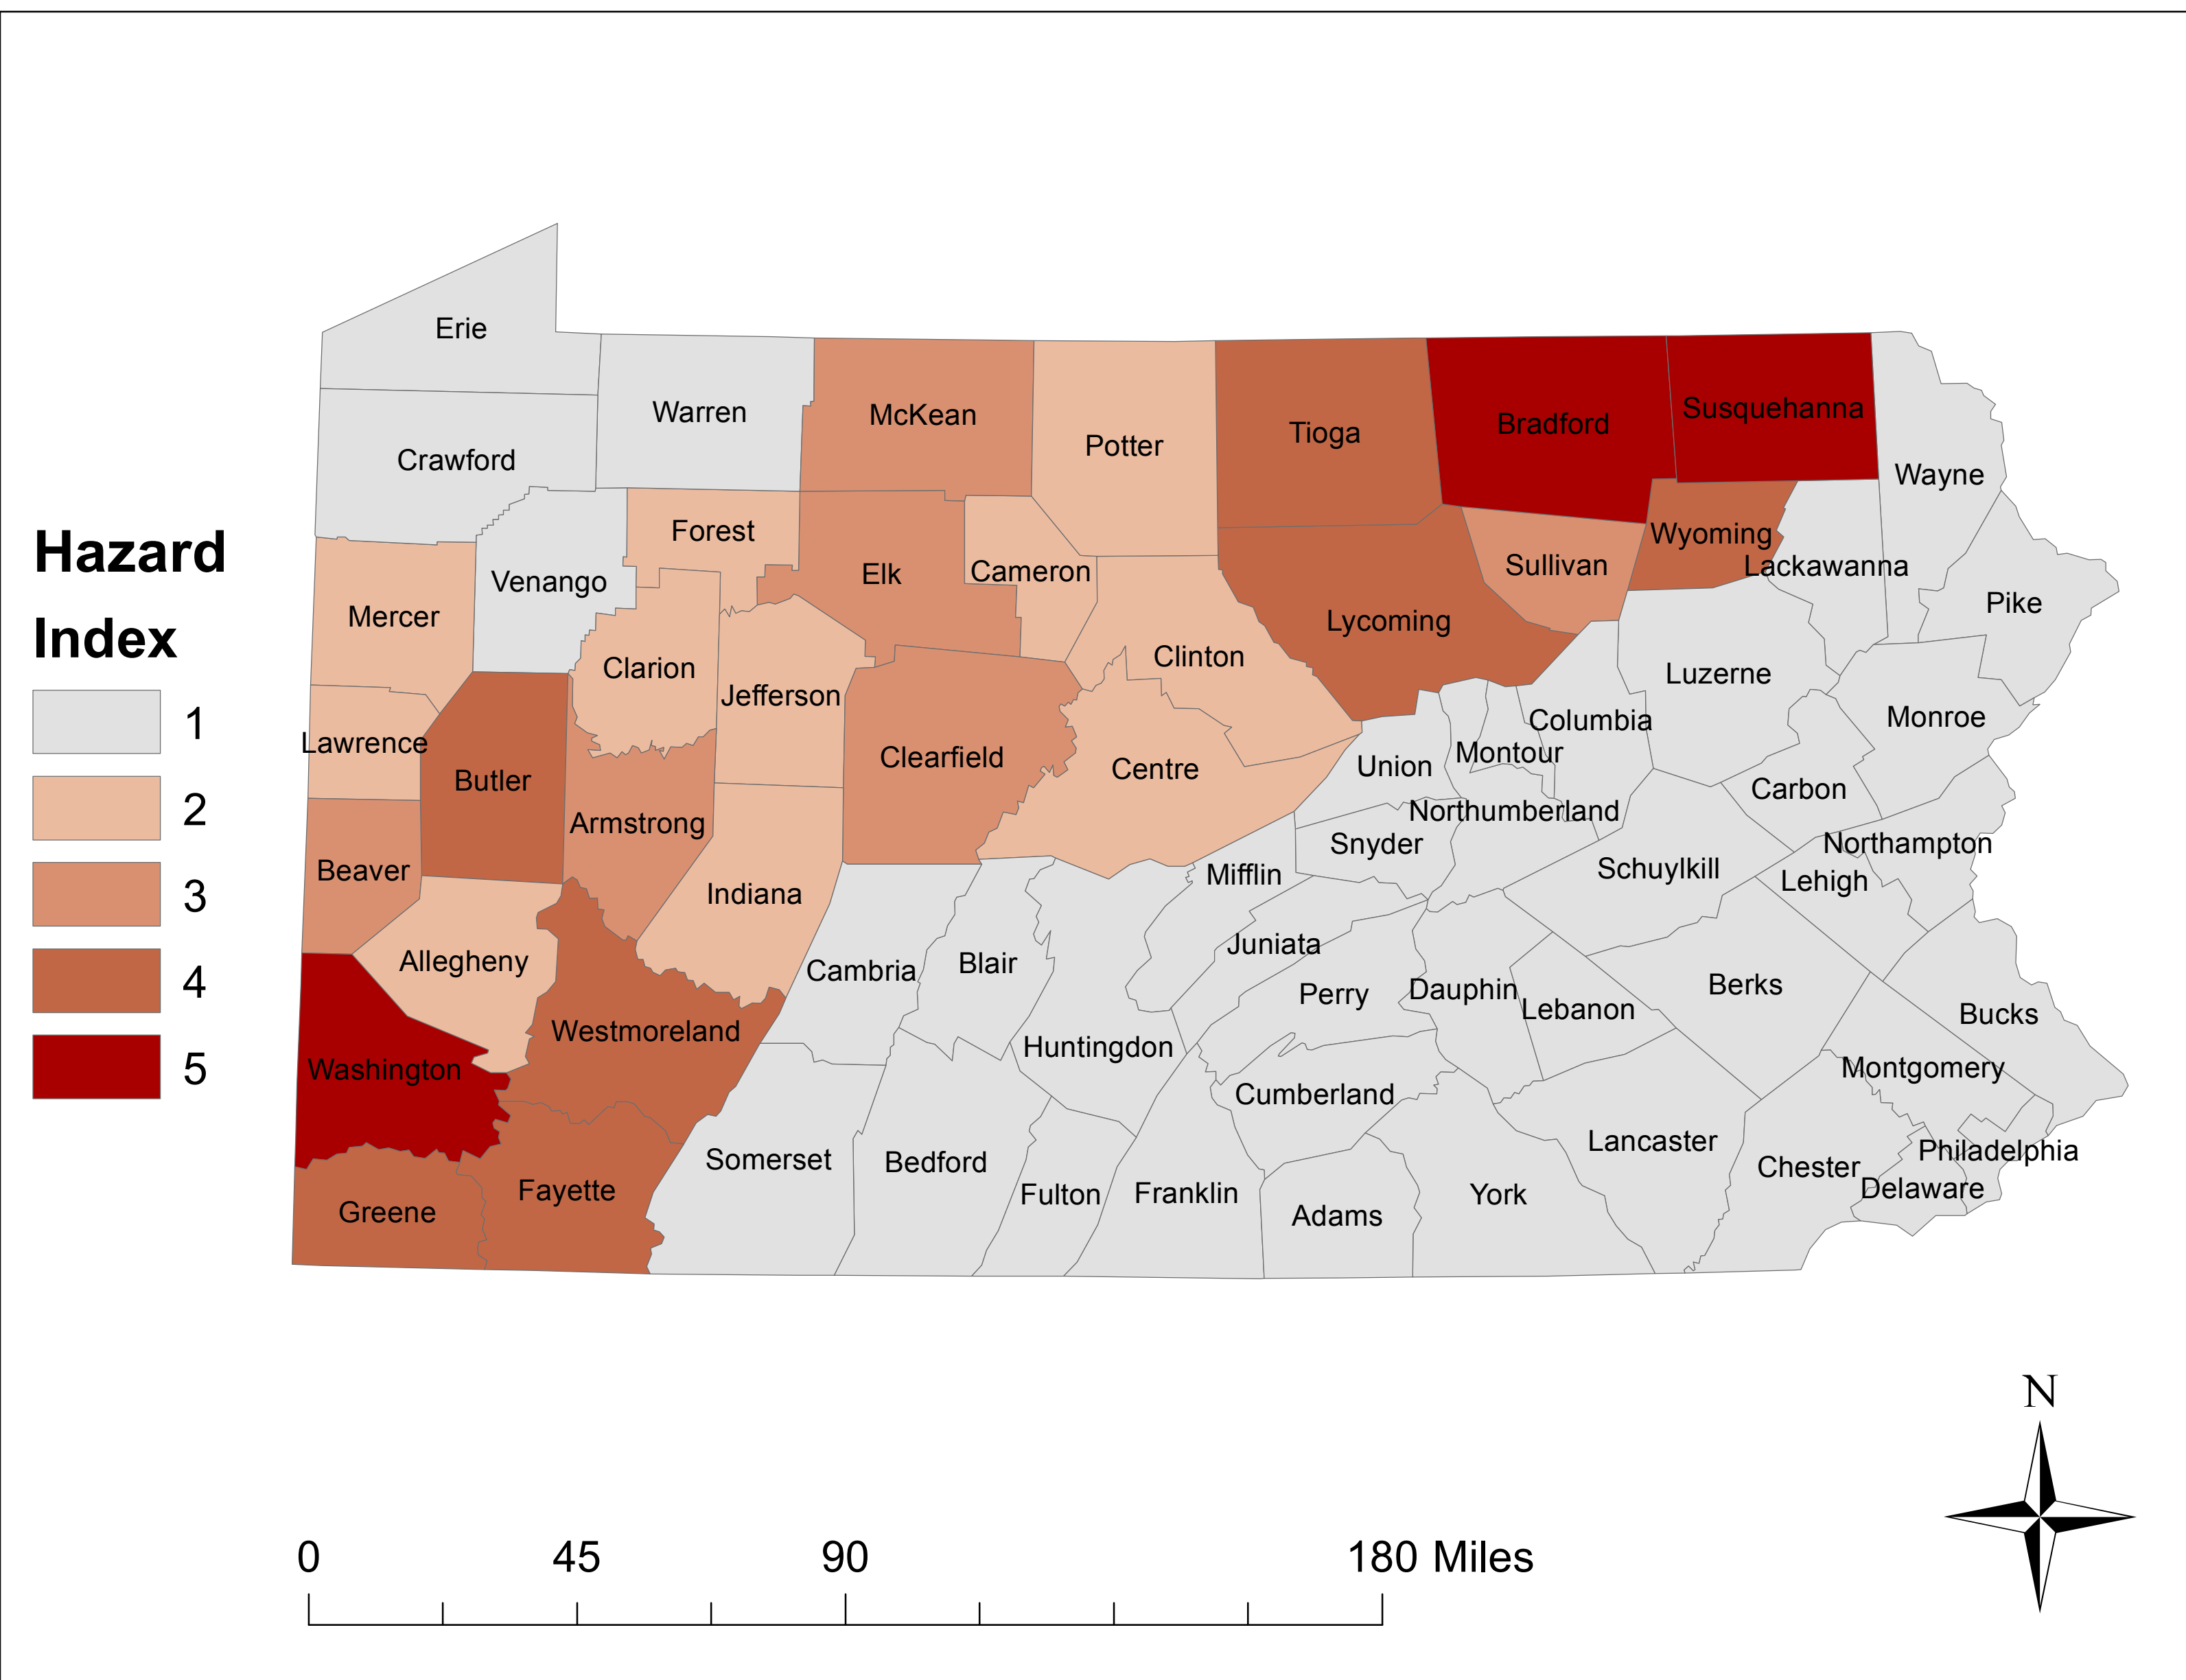 Erie
Warren
McKean
Susquehanna
Bradford
Tioga
Potter
Crawford
Wayne
Forest
Wyoming
Hazard
Sullivan
Lackawanna
Cameron
Elk
Venango
Pike
Mercer
Lycoming
Index
Clinton
Clarion
Luzerne
Jefferson
Monroe
Columbia
1
Lawrence
Montour
Clearfield
Union
Centre
Butler
Carbon
2
Northumberland
Armstrong
Snyder
Northampton
Schuylkill
Beaver
Mifflin
Lehigh
3
Indiana
Juniata
Allegheny
Blair
Cambria
4
Berks
Dauphin
Perry
Lebanon
Bucks
Westmoreland
Huntingdon
Montgomery
5
Washington
Cumberland
Lancaster
Philadelphia
Somerset
Bedford
Chester
Delaware
Fayette
Franklin
Fulton
York
Greene
Adams
N
0 45 90 180 Miles